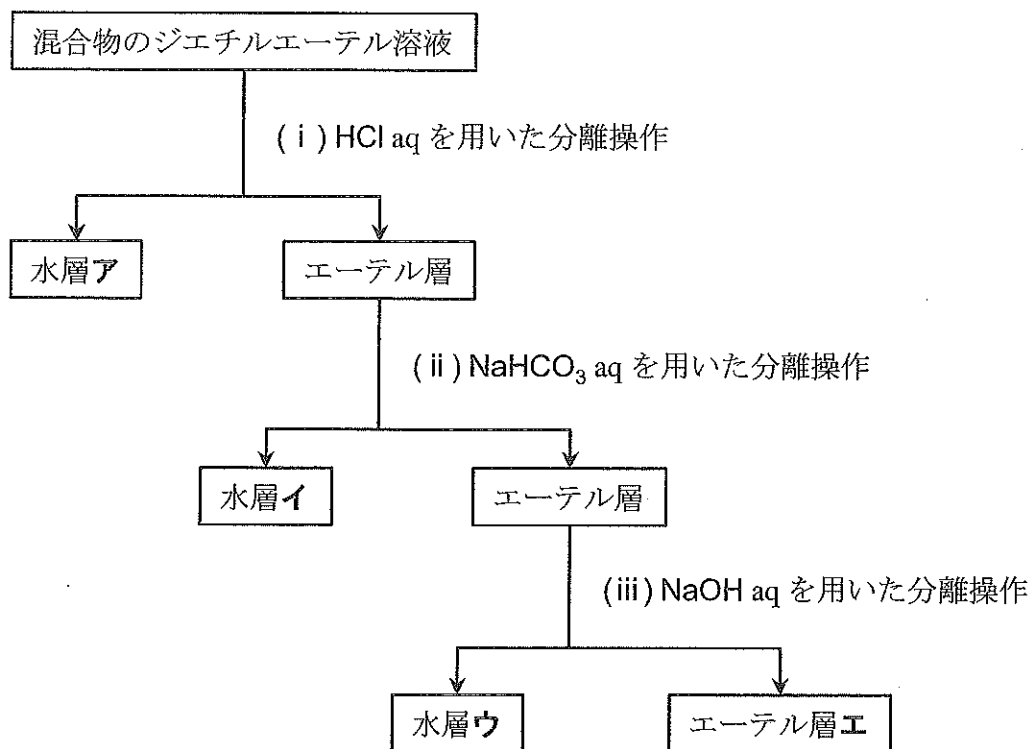 混合物のジエチルエーテル溶液
(ⅰ) HCl aq を用いた分離操作
水層ア
エーテル層
(ⅱ) NaHCO₃ aq を用いた分離操作
水層イ
エーテル層
(ⅲ) NaOH aq を用いた分離操作
水層ウ
エーテル層エ